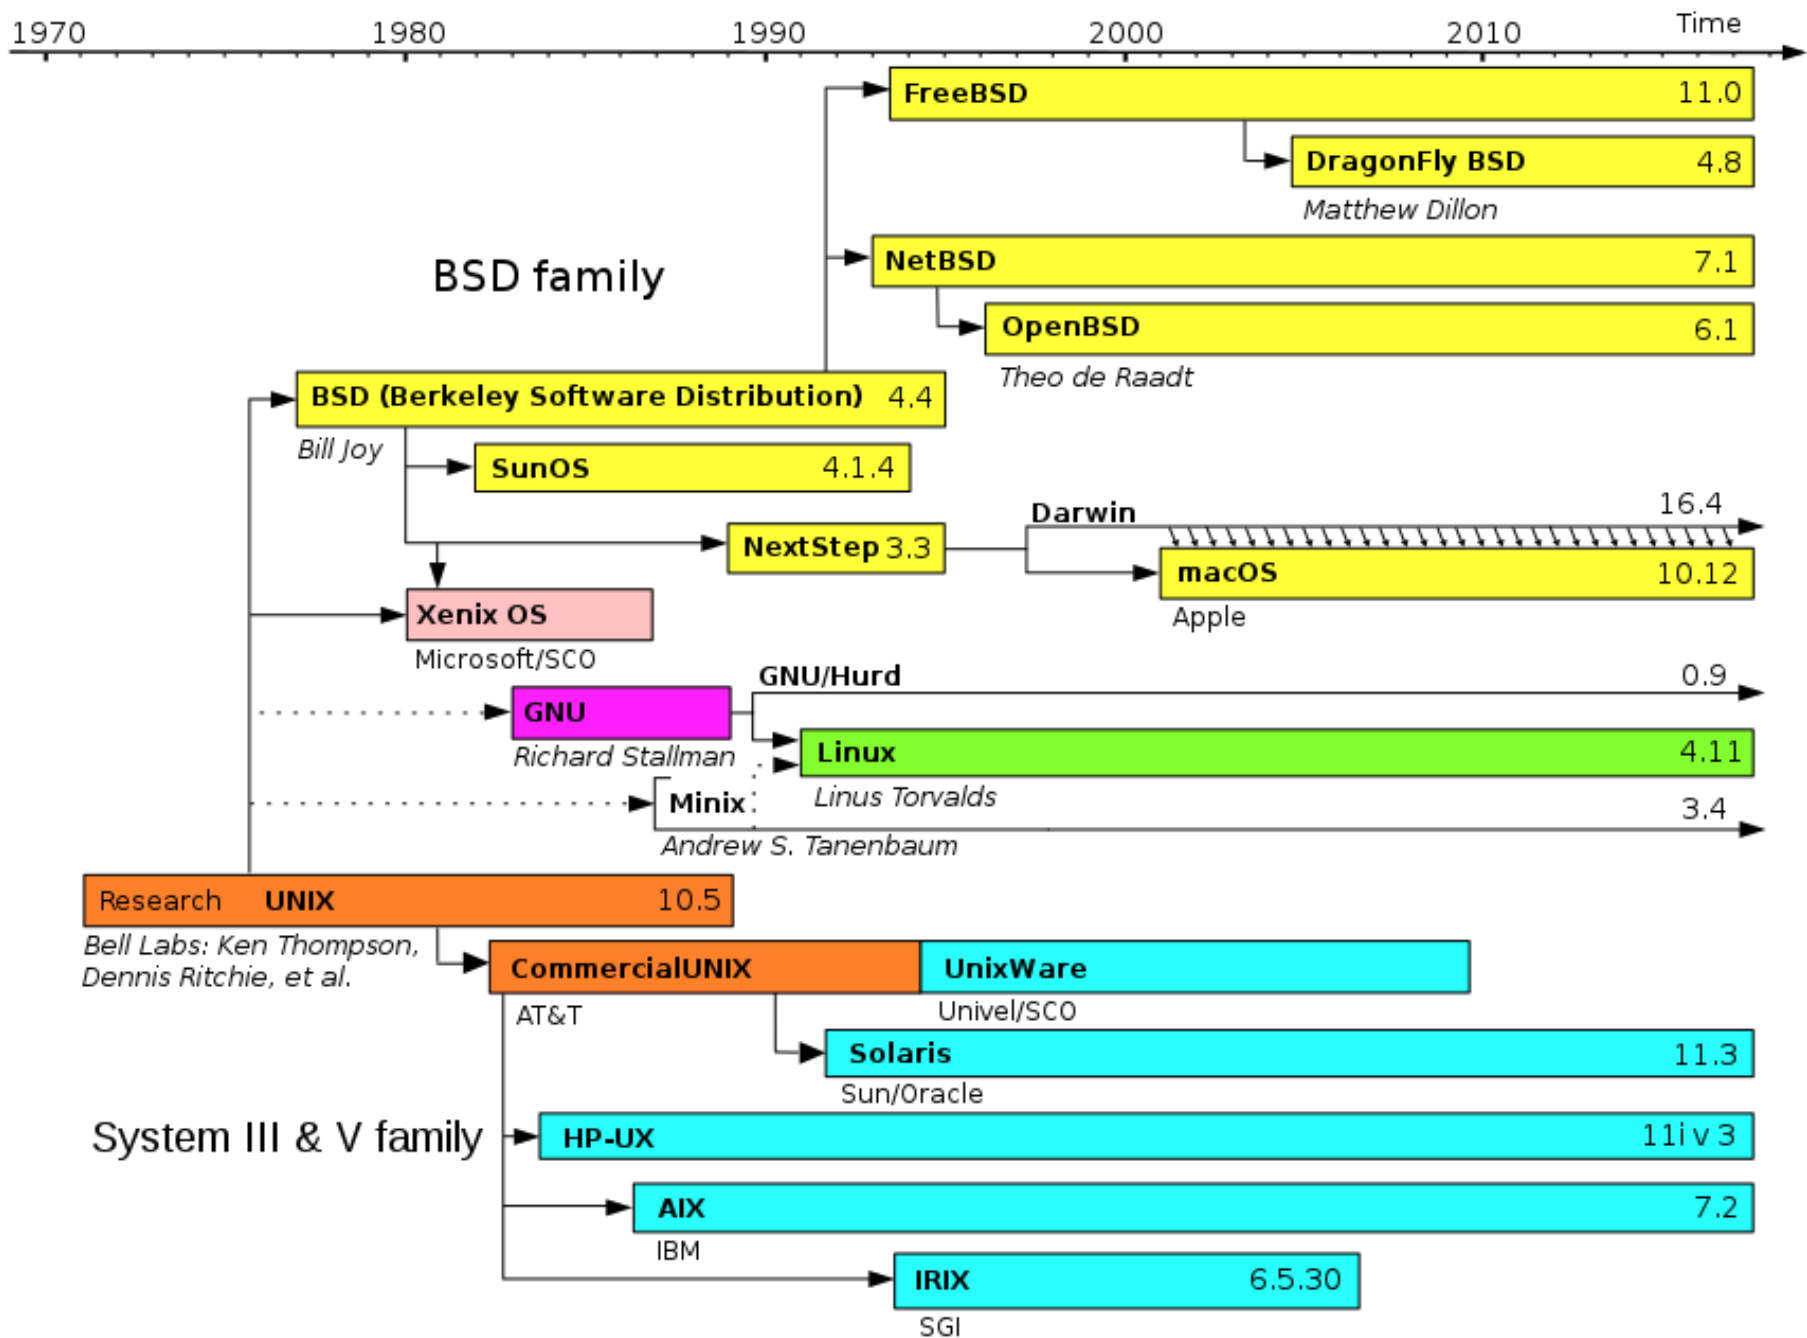 1970 1980 1990 2000 2010 Time
FreeBSD 11.0
DragonFly BSD 4.8
Matthew Dillon
BSD family
NetBSD 7.1
OpenBSD 6.1
Theo de Raadt
BSD (Berkeley Software Distribution) 4.4
Bill Joy
SunOS 4.1.4
Darwin 16.4
NextStep 3.3
macOS 10.12
Apple
Xenix OS
Microsoft/SCO
GNU/Hurd 0.9
GNU
Richard Stallman
Linux 4.11
Linus Torvalds
Minix 3.4
Andrew S. Tanenbaum
Research UNIX 10.5
Bell Labs: Ken Thompson,
Dennis Ritchie, et al.
CommercialUNIX UnixWare
AT&T Univel/SCO
Solaris 11.3
Sun/Oracle
System III & V family
HP-UX 11i v 3
AIX 7.2
IBM
IRIX 6.5.30
SGI